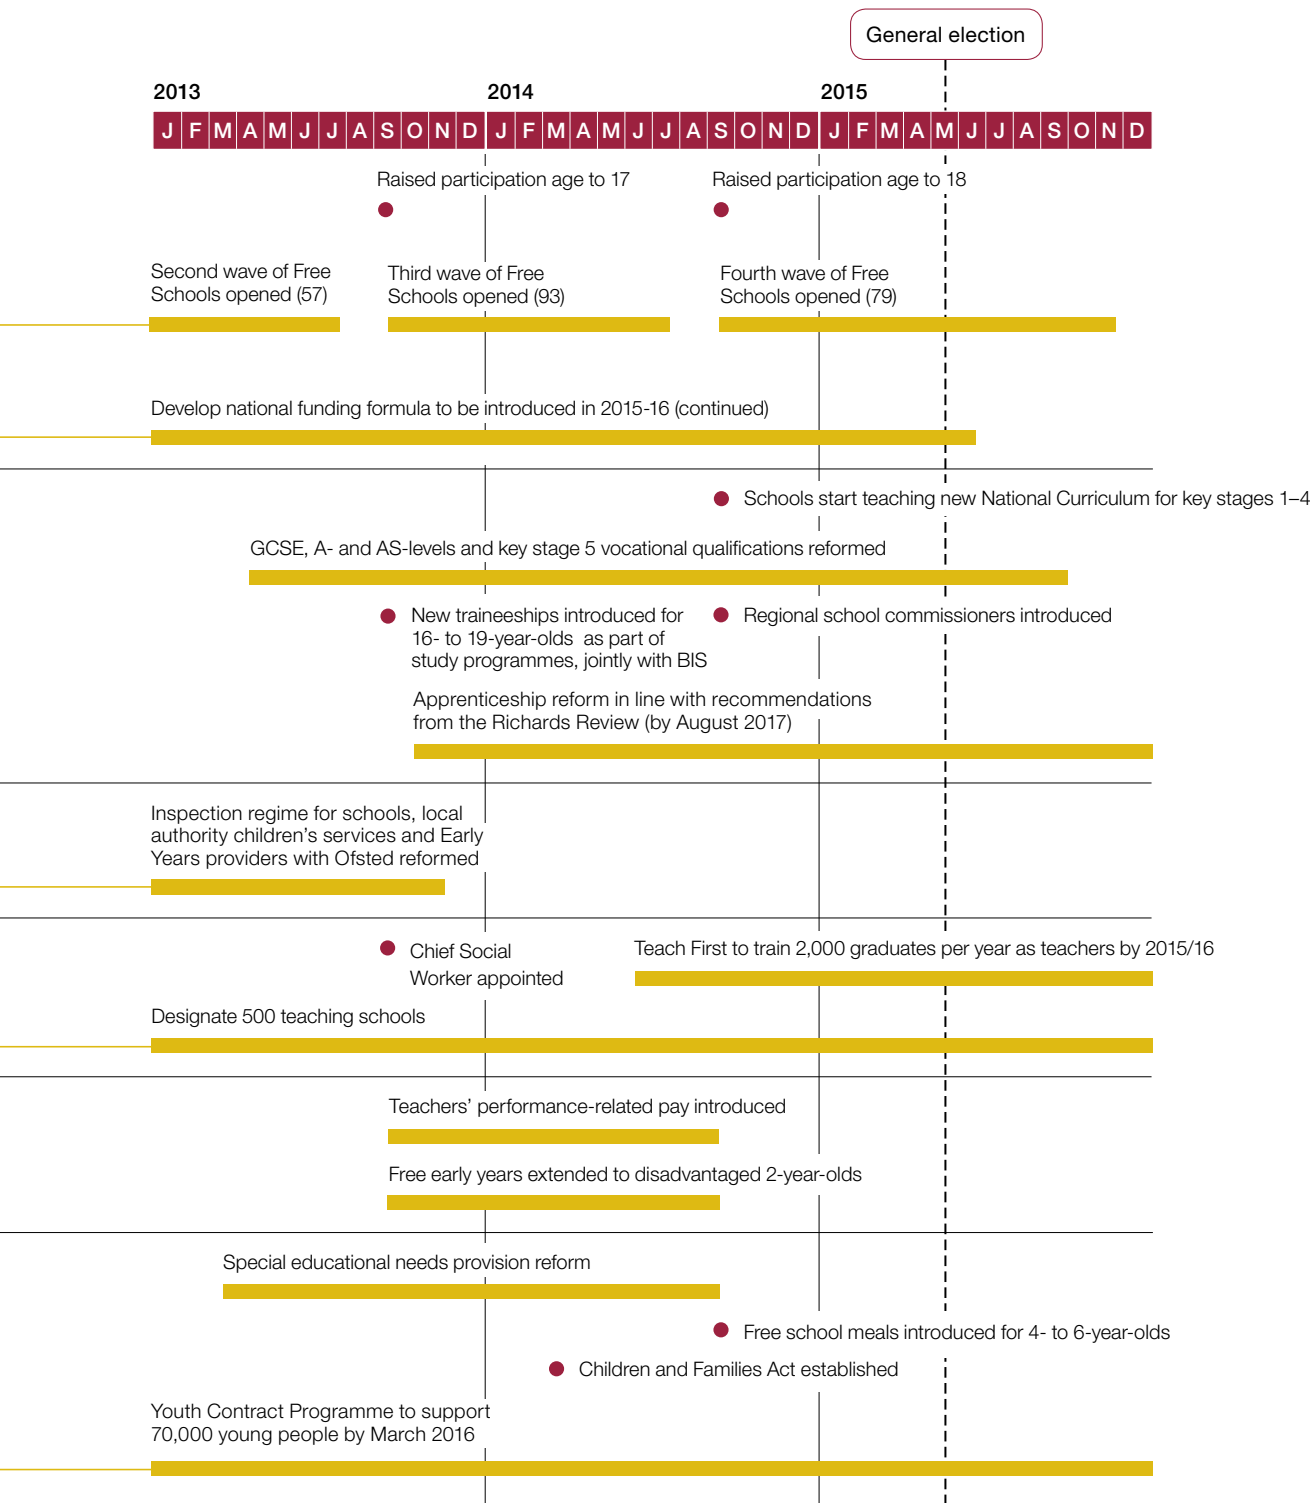 General election
2013 2014 2015
J F M A M J J A S O N D J F M A M J J A S O N D J F M A M J J A S O N D
Raised participation age to 17
Raised participation age to 18
Second wave of Free
Schools opened (57)
Third wave of Free
Schools opened (93)
Fourth wave of Free
Schools opened (79)
Develop national funding formula to be introduced in 2015-16 (continued)
Schools start teaching new National Curriculum for key stages 1–4
GCSE, A- and AS-levels and key stage 5 vocational qualifications reformed
New traineeships introduced for
16- to 19-year-olds as part of
study programmes, jointly with BIS
Regional school commissioners introduced
Apprenticeship reform in line with recommendations
from the Richards Review (by August 2017)
Inspection regime for schools, local
authority children’s services and Early
Years providers with Ofsted reformed
Chief Social
Worker appointed
Teach First to train 2,000 graduates per year as teachers by 2015/16
Designate 500 teaching schools
Teachers’ performance-related pay introduced
Free early years extended to disadvantaged 2-year-olds
Special educational needs provision reform
Free school meals introduced for 4- to 6-year-olds
Children and Families Act established
Youth Contract Programme to support
70,000 young people by March 2016